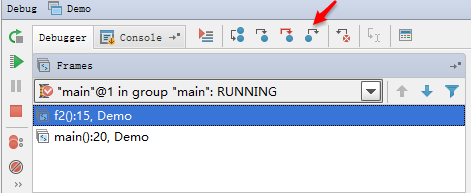 Debug Demo
Debugger Console
Frames
"main"@1 in group "main": RUNNING
f2():15, Demo
main():20, Demo